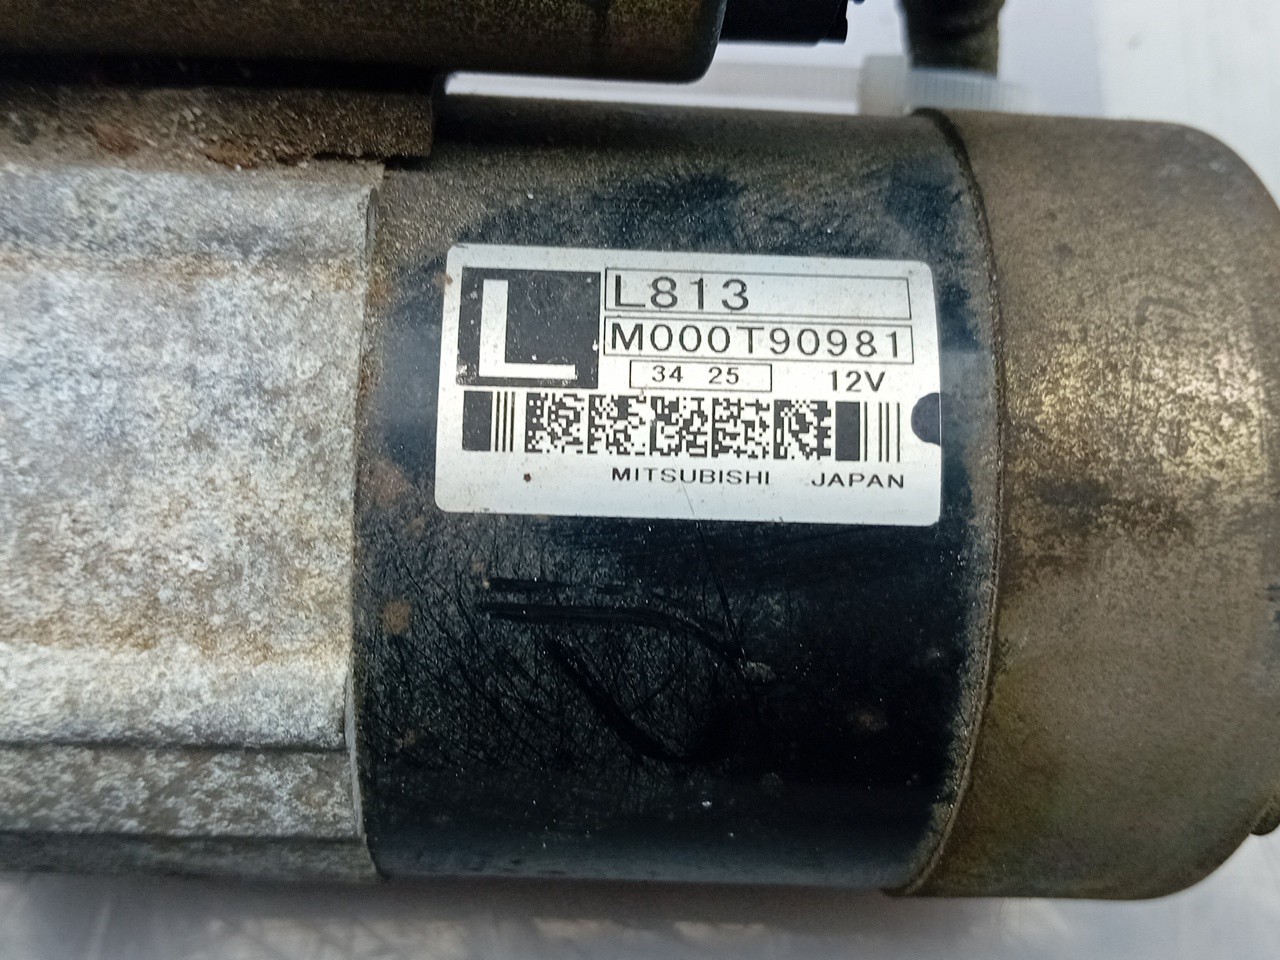 L
L813
M000T90981
34 25 12V
MITSUBISHI JAPAN